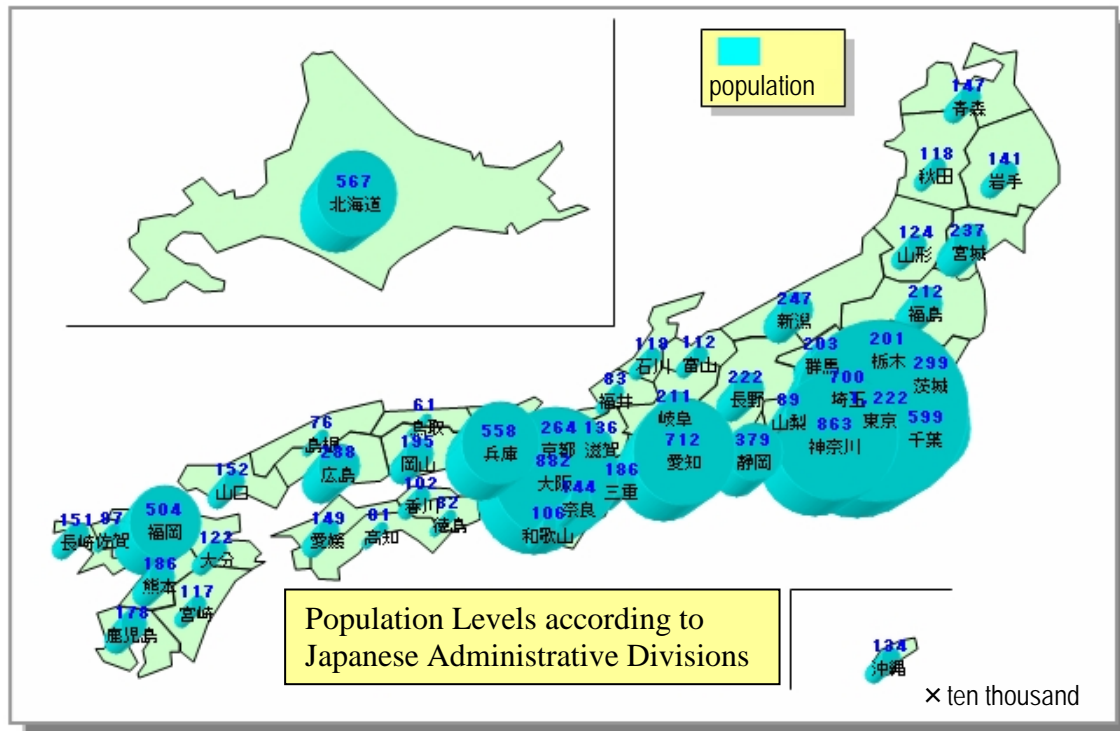 population
147
青森
118
秋田
141
岩手
567
北海道
124
山形
237
宮城
247
新潟
212
福島
119
石川
112
富山
203
群馬
201
栃木
299
茨城
83
福井
222
長野
700
埼玉
89
山梨
222
東京
599
千葉
863
神奈川
211
岐阜
712
愛知
379
静岡
61
鳥取
76
島根
558
兵庫
264
京都
136
滋賀
195
岡山
288
広島
882
大阪
186
三重
144
奈良
106
和歌山
152
山口
102
香川
82
徳島
149
愛媛
81
高知
504
福岡
151
長崎
佐賀
122
大分
186
熊本
117
宮崎
178
鹿児島
Population Levels according to
Japanese Administrative Divisions
134
沖縄
× ten thousand